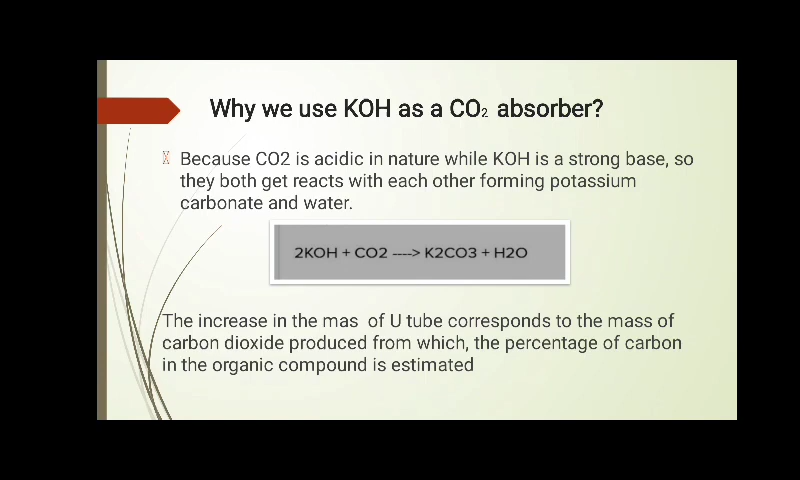 Why we use KOH as a CO₂ absorber?
Because CO2 is acidic in nature while KOH is a strong base, so
they both get reacts with each other forming potassium
carbonate and water.
2KOH + CO2 ----> K2CO3 + H2O
The increase in the mas of U tube corresponds to the mass of
carbon dioxide produced from which, the percentage of carbon
in the organic compound is estimated